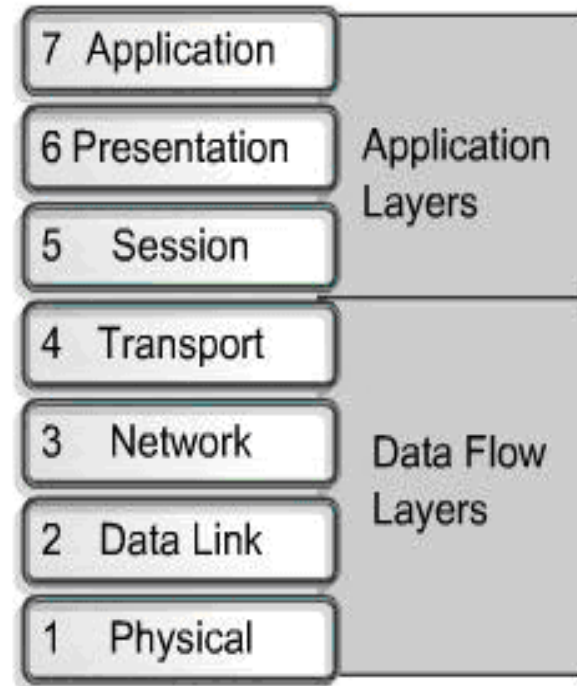 7 Application
6 Presentation
5 Session
4 Transport
3 Network
2 Data Link
1 Physical
Application
Layers
Data Flow
Layers